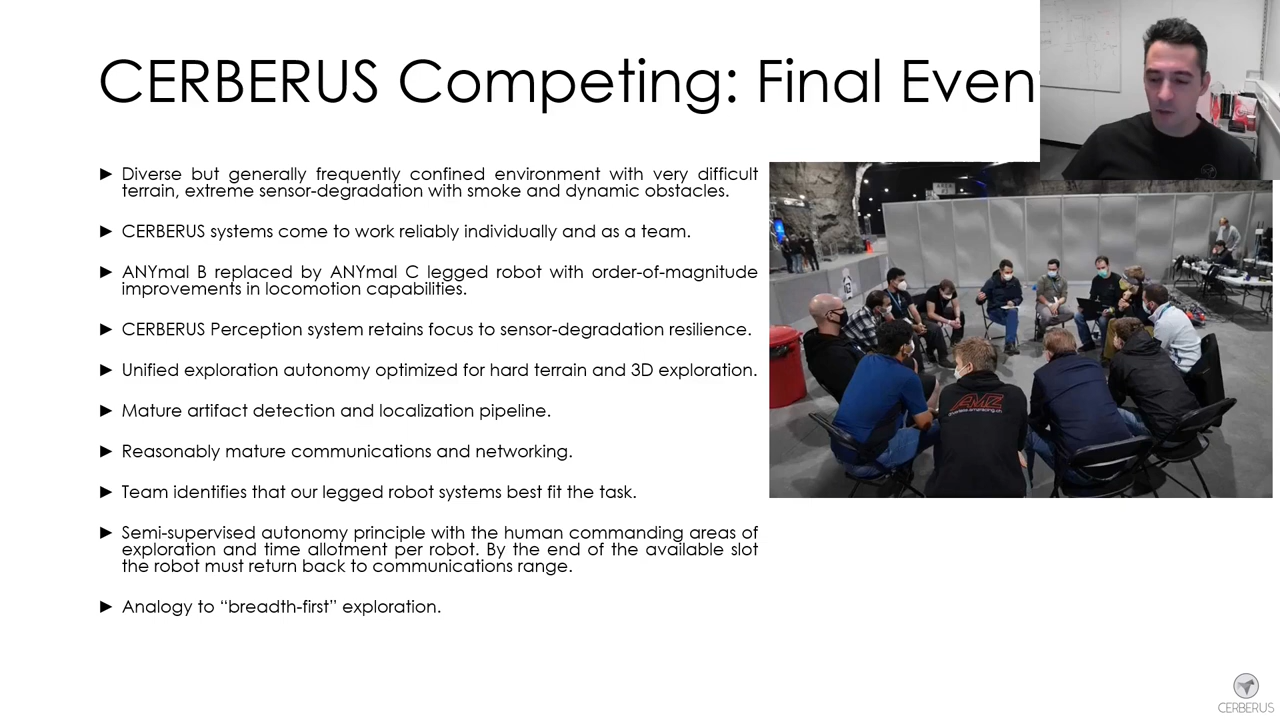 CERBERUS Competing: Final Even
► Diverse but generally frequently confined environment with very difficult
terrain, extreme sensor-degradation with smoke and dynamic obstacles.
► CERBERUS systems come to work reliably individually and as a team.
► ANYmal B replaced by ANYmal C legged robot with order-of-magnitude
improvements in locomotion capabilities.
► CERBERUS Perception system retains focus to sensor-degradation resilience.
► Unified exploration autonomy optimized for hard terrain and 3D exploration.
► Mature artifact detection and localization pipeline.
► Reasonably mature communications and networking.
► Team identifies that our legged robot systems best fit the task.
► Semi-supervised autonomy principle with the human commanding areas of
exploration and time allotment per robot. By the end of the available slot
the robot must return back to communications range.
► Analogy to “breadth-first” exploration.
AMZ
CERBERUS